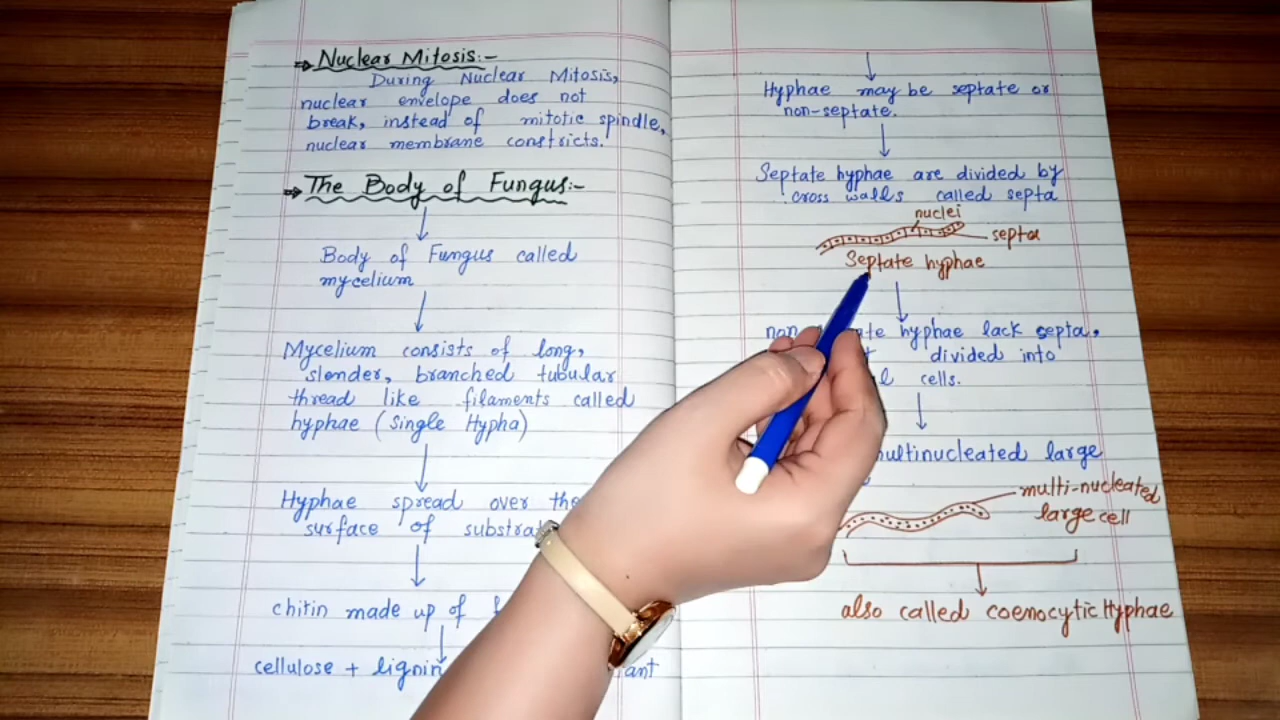 ⇒ Nuclear Mitosis:-
During Nuclear Mitosis,
nuclear envelope does not
break, instead of mitotic spindle,
nuclear membrane constricts.
⇒ The Body of Fungus:-
Body of Fungus called
mycelium
Mycelium consists of long,
slender, branched tubular
thread like filaments called
hyphae (Single Hypha)
Hyphae spread over the
surface of
chitin made up of
cellulose + lignin
Hyphae may be septate or
non-septate.
Septate hyphae are divided by
cross walls called septa
nuclei
septa
Septate hyphae
hyphae lack septa,
divided into
cells.
multinucleated large
multi-nucleated
large cell
also called coenocytic Hyphae